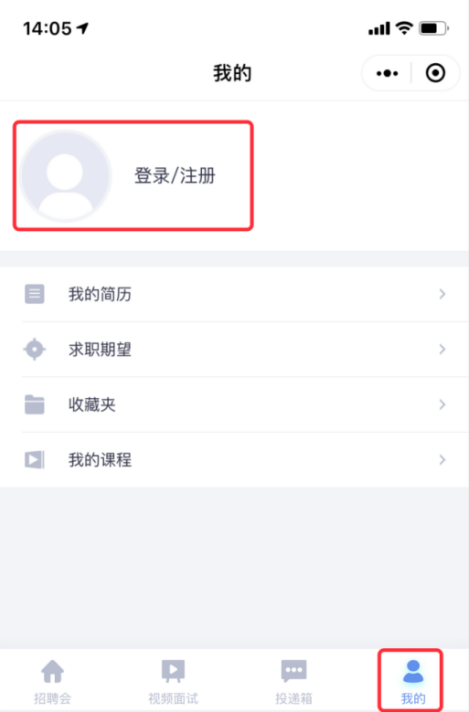 14:05
我的
登录/注册
我的简历
求职期望
收藏夹
我的课程
招聘会
视频面试
投递箱
我的